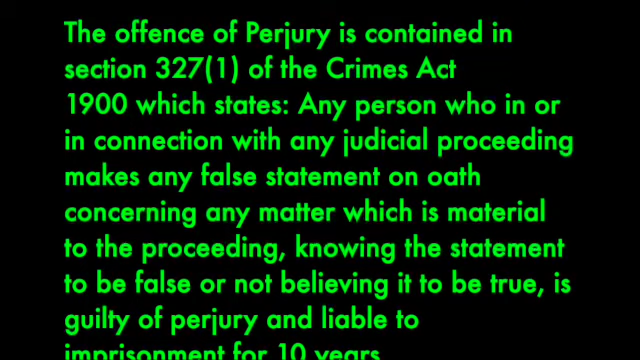 The offence of Perjury is contained in
section 327(1) of the Crimes Act
1900 which states: Any person who in or
in connection with any judicial proceeding
makes any false statement on oath
concerning any matter which is material
to the proceeding, knowing the statement
to be false or not believing it to be true, is
guilty of perjury and liable to
imprisonment for 10 years